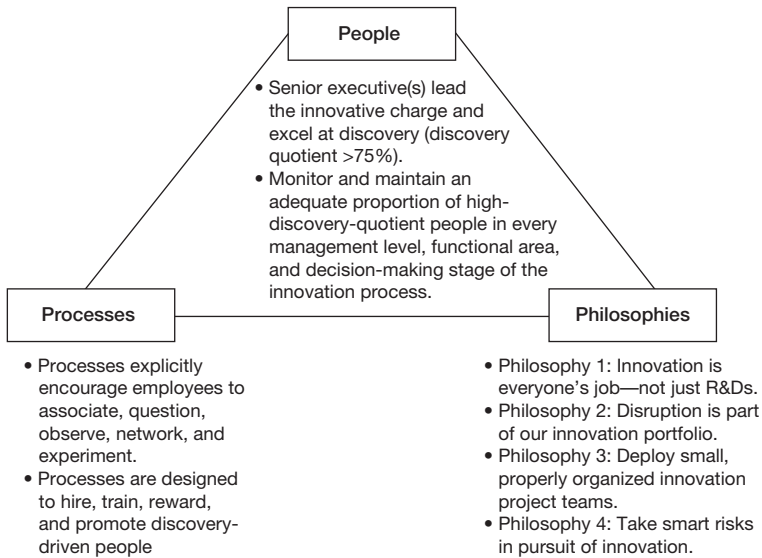 People
• Senior executive(s) lead
the innovative charge and
excel at discovery (discovery
quotient >75%).
• Monitor and maintain an
adequate proportion of high-
discovery-quotient people in every
management level, functional area,
and decision-making stage of the
innovation process.
Processes
• Processes explicitly
encourage employees to
associate, question,
observe, network, and
experiment.
• Processes are designed
to hire, train, reward,
and promote discovery-
driven people
Philosophies
• Philosophy 1: Innovation is
everyone’s job—not just R&Ds.
• Philosophy 2: Disruption is part
of our innovation portfolio.
• Philosophy 3: Deploy small,
properly organized innovation
project teams.
• Philosophy 4: Take smart risks
in pursuit of innovation.